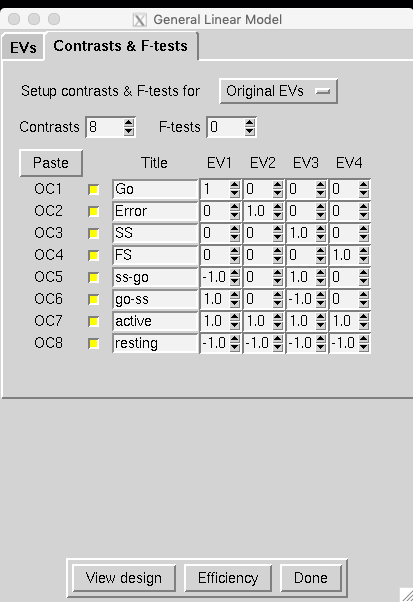 General Linear Model
EVs Contrasts & F-tests
Setup contrasts & F-tests for Original EVs
Contrasts 8 F-tests 0
Paste Title EV1 EV2 EV3 EV4
OC1 Go 1 0 0 0
OC2 Error 0 1.0 0 0
OC3 SS 0 0 1.0 0
OC4 FS 0 0 0 1.0
OC5 ss-go -1.0 0 1.0 0
OC6 go-ss 1.0 0 -1.0 0
OC7 active 1.0 1.0 1.0 1.0
OC8 resting -1.0 -1.0 -1.0 -1.0
View design Efficiency Done